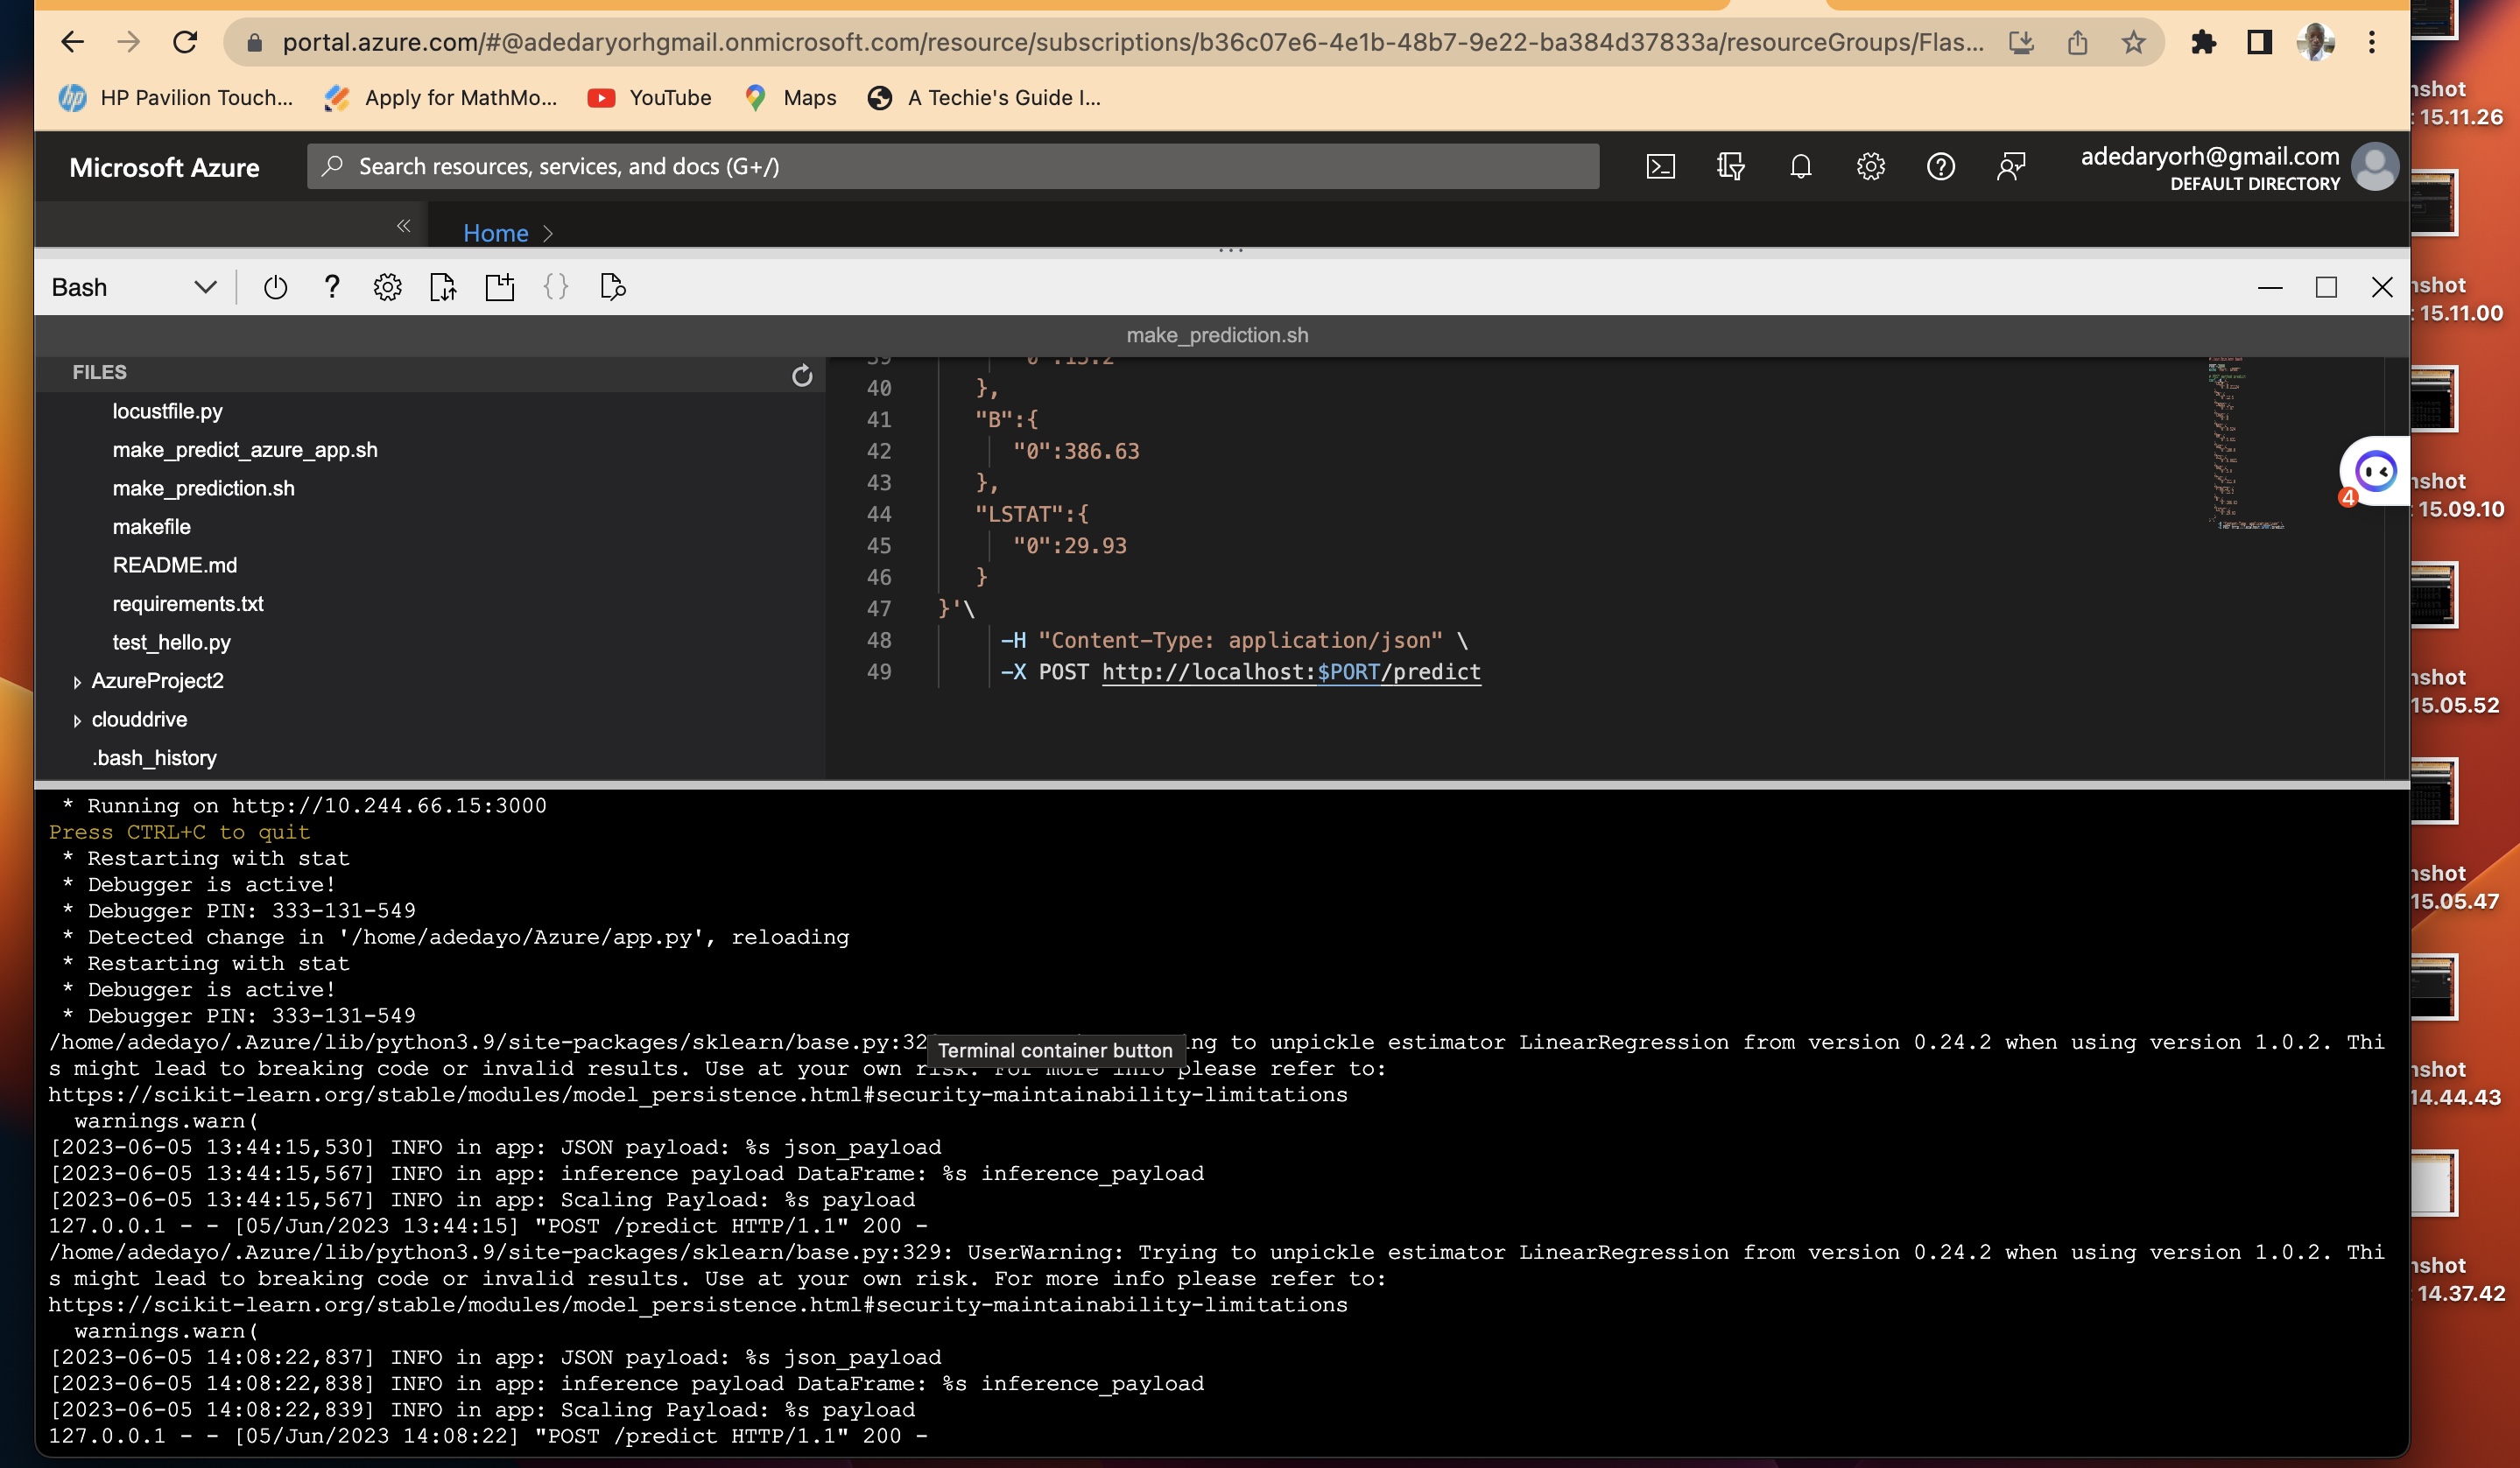 portal.azure.com/#@adedaryorhgmail.onmicrosoft.com/resource/subscriptions/b36c07e6-4e1b-48b7-9e22-ba384d37833a/resourceGroups/Flas...
HP Pavilion Touch...
Apply for MathMo...
YouTube
Maps
A Techie's Guide I...
Microsoft Azure
Search resources, services, and docs (G+/)
adedaryorh@gmail.com
DEFAULT DIRECTORY
«
Home >
...
Bash
make_prediction.sh
FILES
locustfile.py
make_predict_azure_app.sh
make_prediction.sh
makefile
README.md
requirements.txt
test_hello.py
AzureProject2
clouddrive
.bash_history
39 "0":15.2
40 },
41 "B":{
42 "0":386.63
43 },
44 "LSTAT":{
45 "0":29.93
46 }
47 }'\
48 -H "Content-Type: application/json" \
49 -X POST http://localhost:$PORT/predict
4
* Running on http://10.244.66.15:3000
Press CTRL+C to quit
* Restarting with stat
* Debugger is active!
* Debugger PIN: 333-131-549
* Detected change in '/home/adedayo/Azure/app.py', reloading
* Restarting with stat
* Debugger is active!
* Debugger PIN: 333-131-549
/home/adedayo/.Azure/lib/python3.9/site-packages/sklearn/base.py:32 Terminal container button ng to unpickle estimator LinearRegression from version 0.24.2 when using version 1.0.2. Thi
s might lead to breaking code or invalid results. Use at your own risk. For more info please refer to:
https://scikit-learn.org/stable/modules/model_persistence.html#security-maintainability-limitations
warnings.warn(
[2023-06-05 13:44:15,530] INFO in app: JSON payload: %s json_payload
[2023-06-05 13:44:15,567] INFO in app: inference payload DataFrame: %s inference_payload
[2023-06-05 13:44:15,567] INFO in app: Scaling Payload: %s payload
127.0.0.1 - - [05/Jun/2023 13:44:15] "POST /predict HTTP/1.1" 200 -
/home/adedayo/.Azure/lib/python3.9/site-packages/sklearn/base.py:329: UserWarning: Trying to unpickle estimator LinearRegression from version 0.24.2 when using version 1.0.2. Thi
s might lead to breaking code or invalid results. Use at your own risk. For more info please refer to:
https://scikit-learn.org/stable/modules/model_persistence.html#security-maintainability-limitations
warnings.warn(
[2023-06-05 14:08:22,837] INFO in app: JSON payload: %s json_payload
[2023-06-05 14:08:22,838] INFO in app: inference payload DataFrame: %s inference_payload
[2023-06-05 14:08:22,839] INFO in app: Scaling Payload: %s payload
127.0.0.1 - - [05/Jun/2023 14:08:22] "POST /predict HTTP/1.1" 200 -
nshot
15.11.26
nshot
15.11.00
nshot
15.09.10
nshot
15.05.52
nshot
15.05.47
nshot
14.44.43
nshot
14.37.42